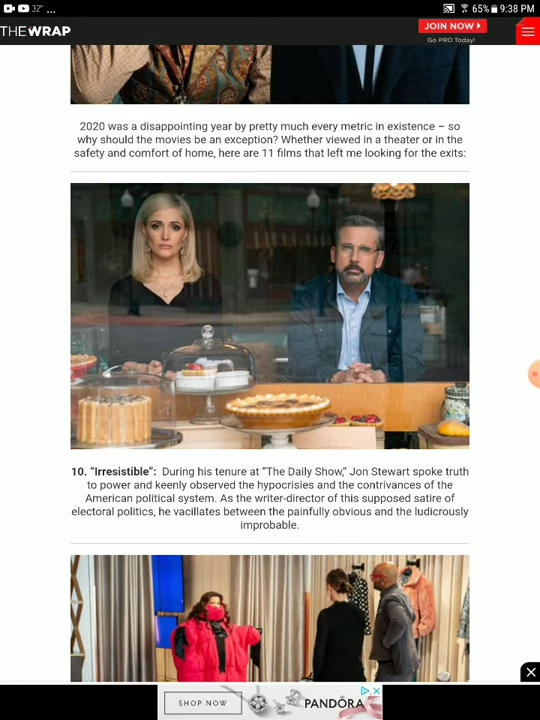 32° ...
65% 9:38 PM
THE WRAP
JOIN NOW
Go PRO Today!
2020 was a disappointing year by pretty much every metric in existence – so
why should the movies be an exception? Whether viewed in a theater or in the
safety and comfort of home, here are 11 films that left me looking for the exits:
10. “Irresistible”: During his tenure at “The Daily Show,” Jon Stewart spoke truth
to power and keenly observed the hypocrisies and the contrivances of the
American political system. As the writer-director of this supposed satire of
electoral politics, he vacillates between the painfully obvious and the ludicrously
improbable.
SHOP NOW
PANDÖRA